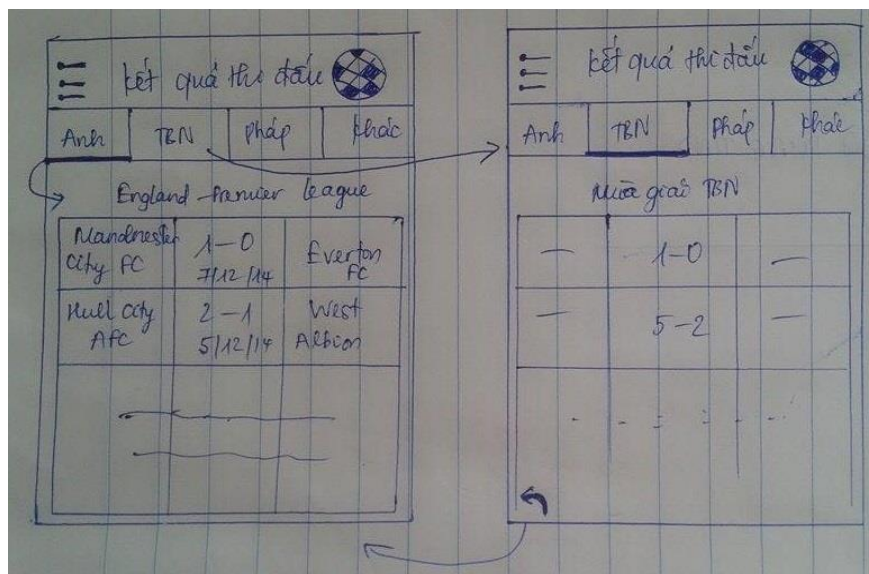 kết quả thi đấu
Anh TBN Pháp Khác
England - Premier League
Manchester City FC
1-0
7/12/14
Everton FC
Hull City AFC
2-1
5/12/14
West Albion
kết quả thi đấu
Anh TBN Pháp Khác
Mùa giải TBN
1-0
5-2